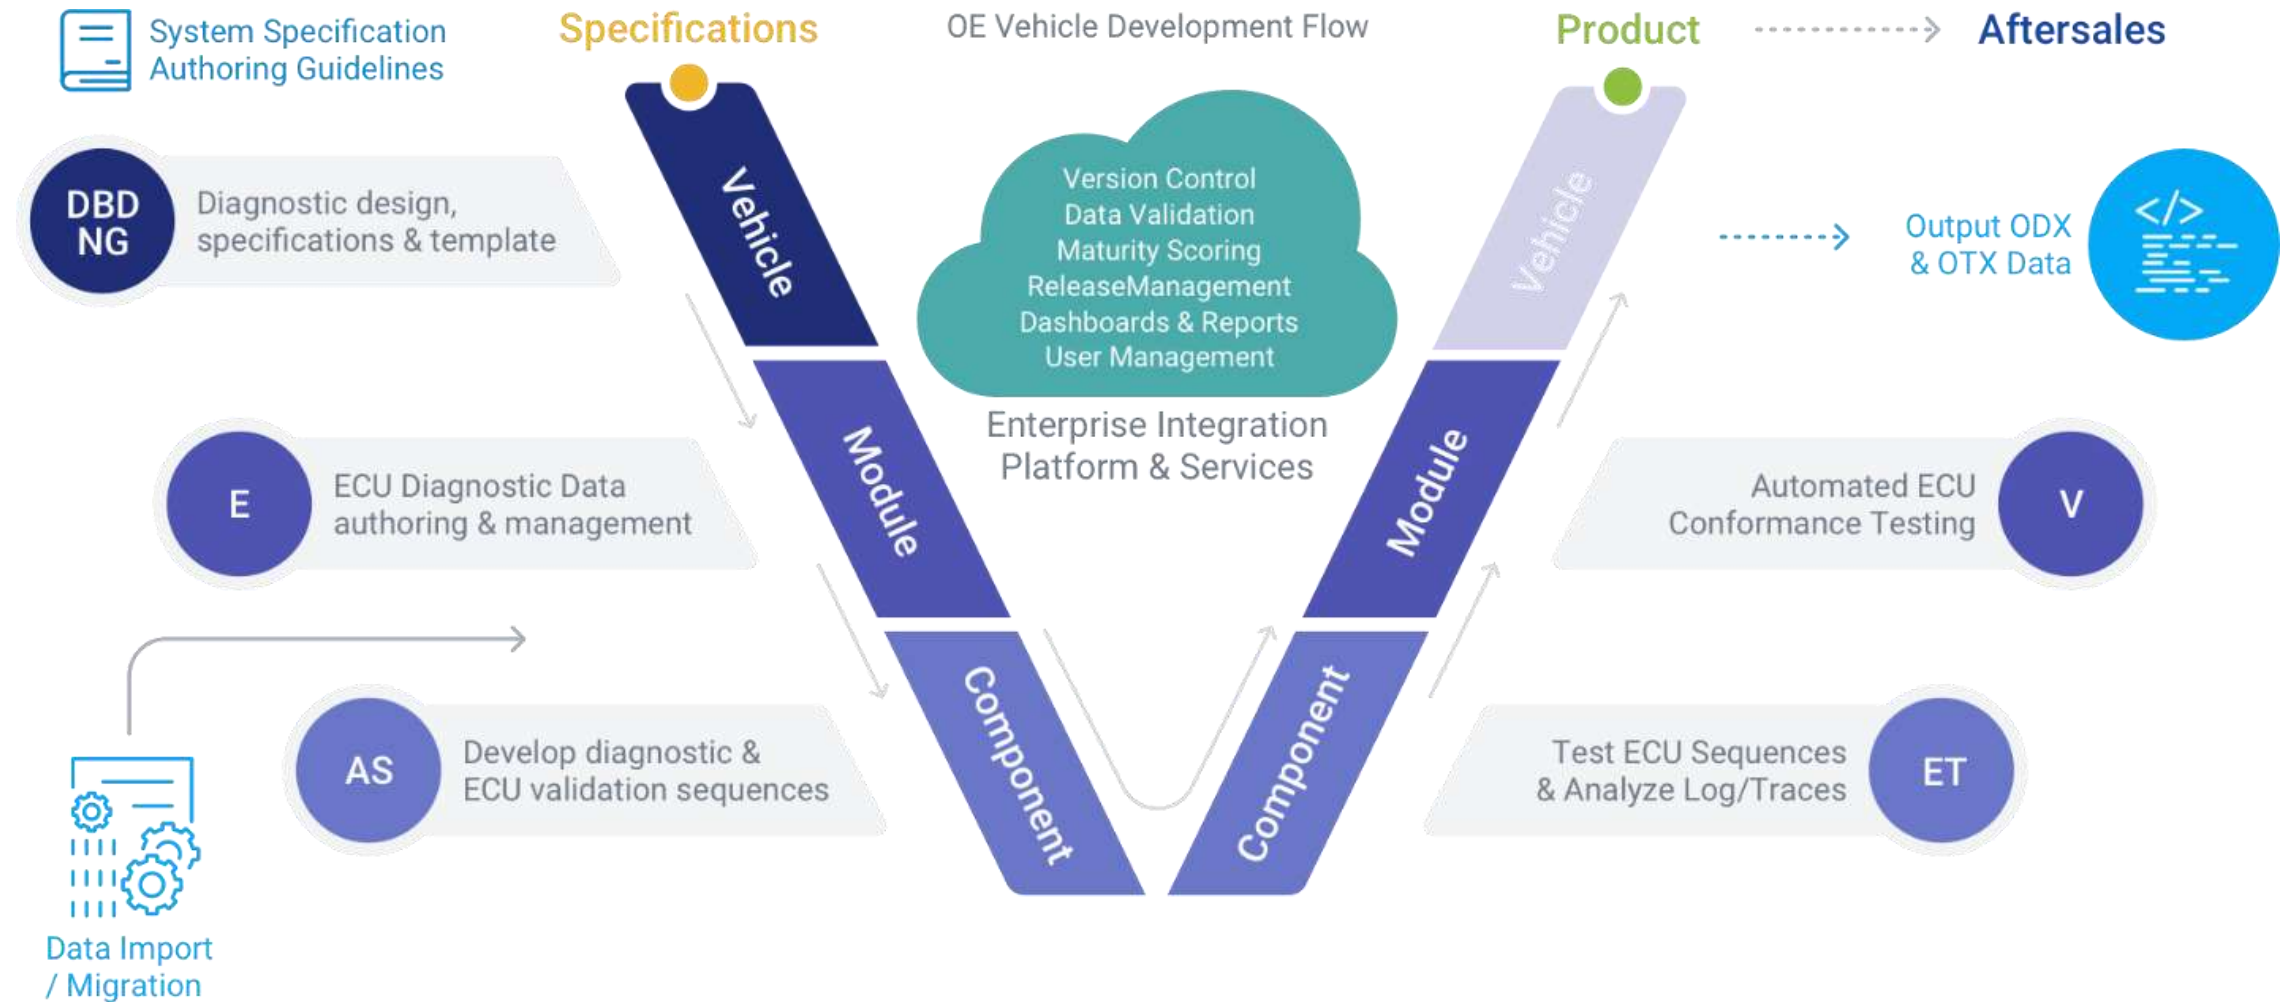 System Specification
Authoring Guidelines
Specifications
OE Vehicle Development Flow
Product
Aftersales
DBD
NG
Diagnostic design,
specifications & template
Vehicle
Version Control
Data Validation
Maturity Scoring
ReleaseManagement
Dashboards & Reports
User Management
Vehicle
Output ODX
& OTX Data
</>
E
ECU Diagnostic Data
authoring & management
Module
Enterprise Integration
Platform & Services
Module
Automated ECU
Conformance Testing
V
AS
Develop diagnostic &
ECU validation sequences
Component
Component
Test ECU Sequences
& Analyze Log/Traces
ET
Data Import
/ Migration